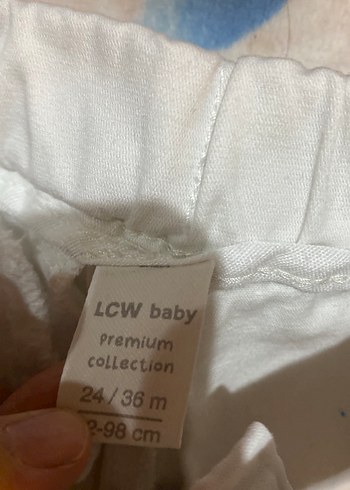 LCW baby
premium
collection
24/36 m
2-98 cm